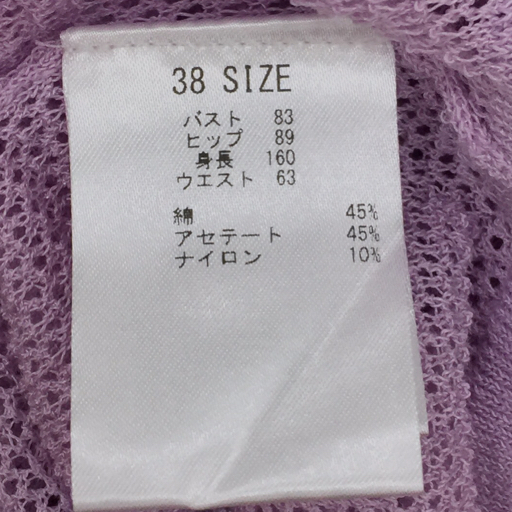 38 SIZE
バスト 83
ヒップ 89
身長 160
ウエスト 63
綿 45%
アセテート 45%
ナイロン 10%